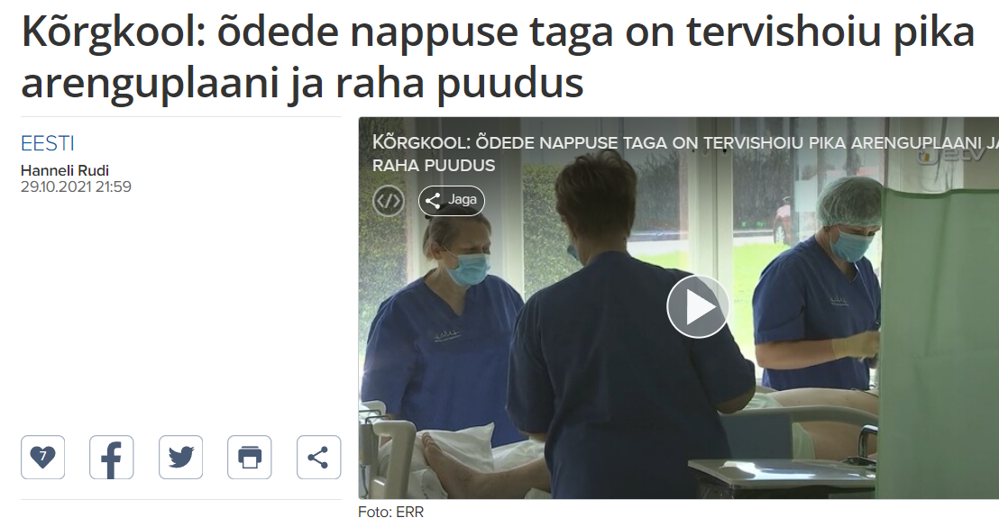 Kõrgkool: õdede nappuse taga on tervishoiu pika
arenguplaani ja raha puudus
EESTI
Hanneli Rudi
29.10.2021 21:59
KÕRGKOOL: ÕDEDE NAPPUSE TAGA ON TERVISHOIU PIKA ARENGUPLAANI JA
RAHA PUUDUS
etv
Jaga
7
Foto: ERR